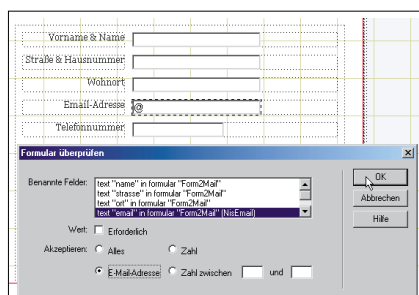 Vorname & Name
Straße & Hausnummer
Wohnort
Email-Adresse @
Telefonnummer
Formular überprüfen
Benannte Felder:
text "name" in formular "Form2Mail"
text "strasse" in formular "Form2Mail"
text "ort" in formular "Form2Mail"
text "email" in formular "Form2Mail" (NisEmail)
Wert: Erforderlich
Akzeptieren: Alles Zahl
E-Mail-Adresse Zahl zwischen und
OK
Abbrechen
Hilfe